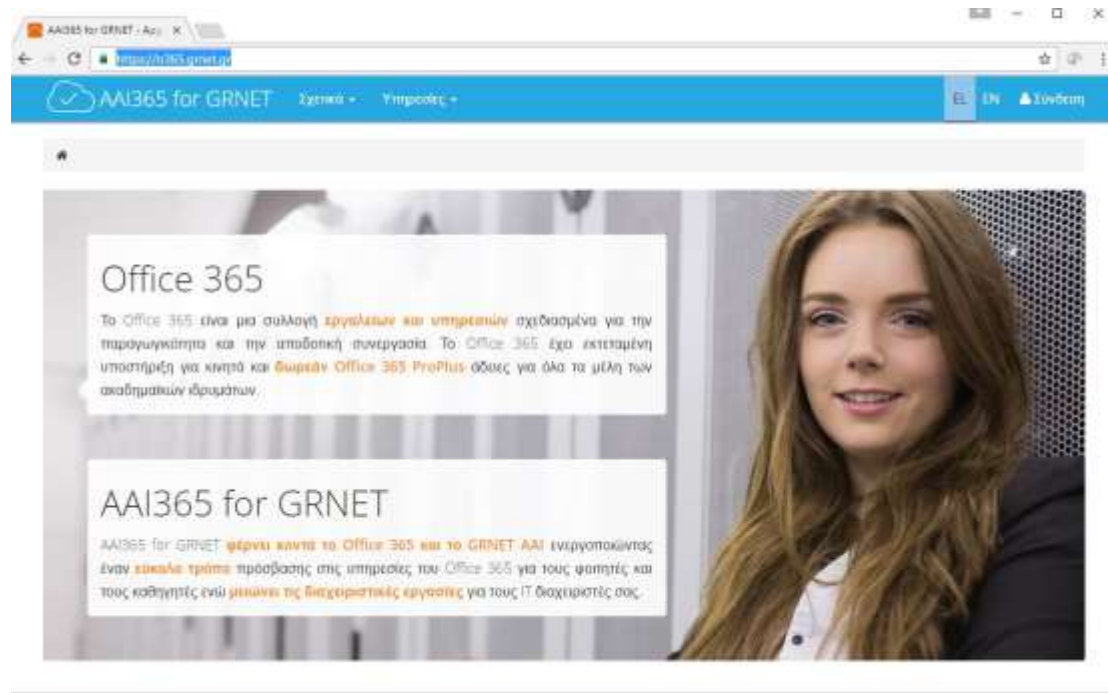 AAI365 for GRNET - Αρχ
https://ii365.grnet.gr
AAI365 for GRNET Σχετικά Υπηρεσίες EL EN Σύνδεση
Office 365
Το Office 365 είναι μια συλλογή εργαλείων και υπηρεσιών σχεδιασμένα για την
παραγωγικότητα και την αποδοτική συνεργασία. Το Office 365 έχει εκτεταμένη
υποστήριξη για κινητά και δωρεάν Office 365 ProPlus άδειες για όλα τα μέλη των
ακαδημαϊκών ιδρυμάτων.
AAI365 for GRNET
AAI365 for GRNET φέρνει κοντά το Office 365 και το GRNET AAI ενεργοποιώντας
έναν εύκολο τρόπο πρόσβασης στις υπηρεσίες του Office 365 για τους φοιτητές και
τους καθηγητές ενώ μειώνει τις διαχειριστικές εργασίες για τους IT διαχειριστές σας.